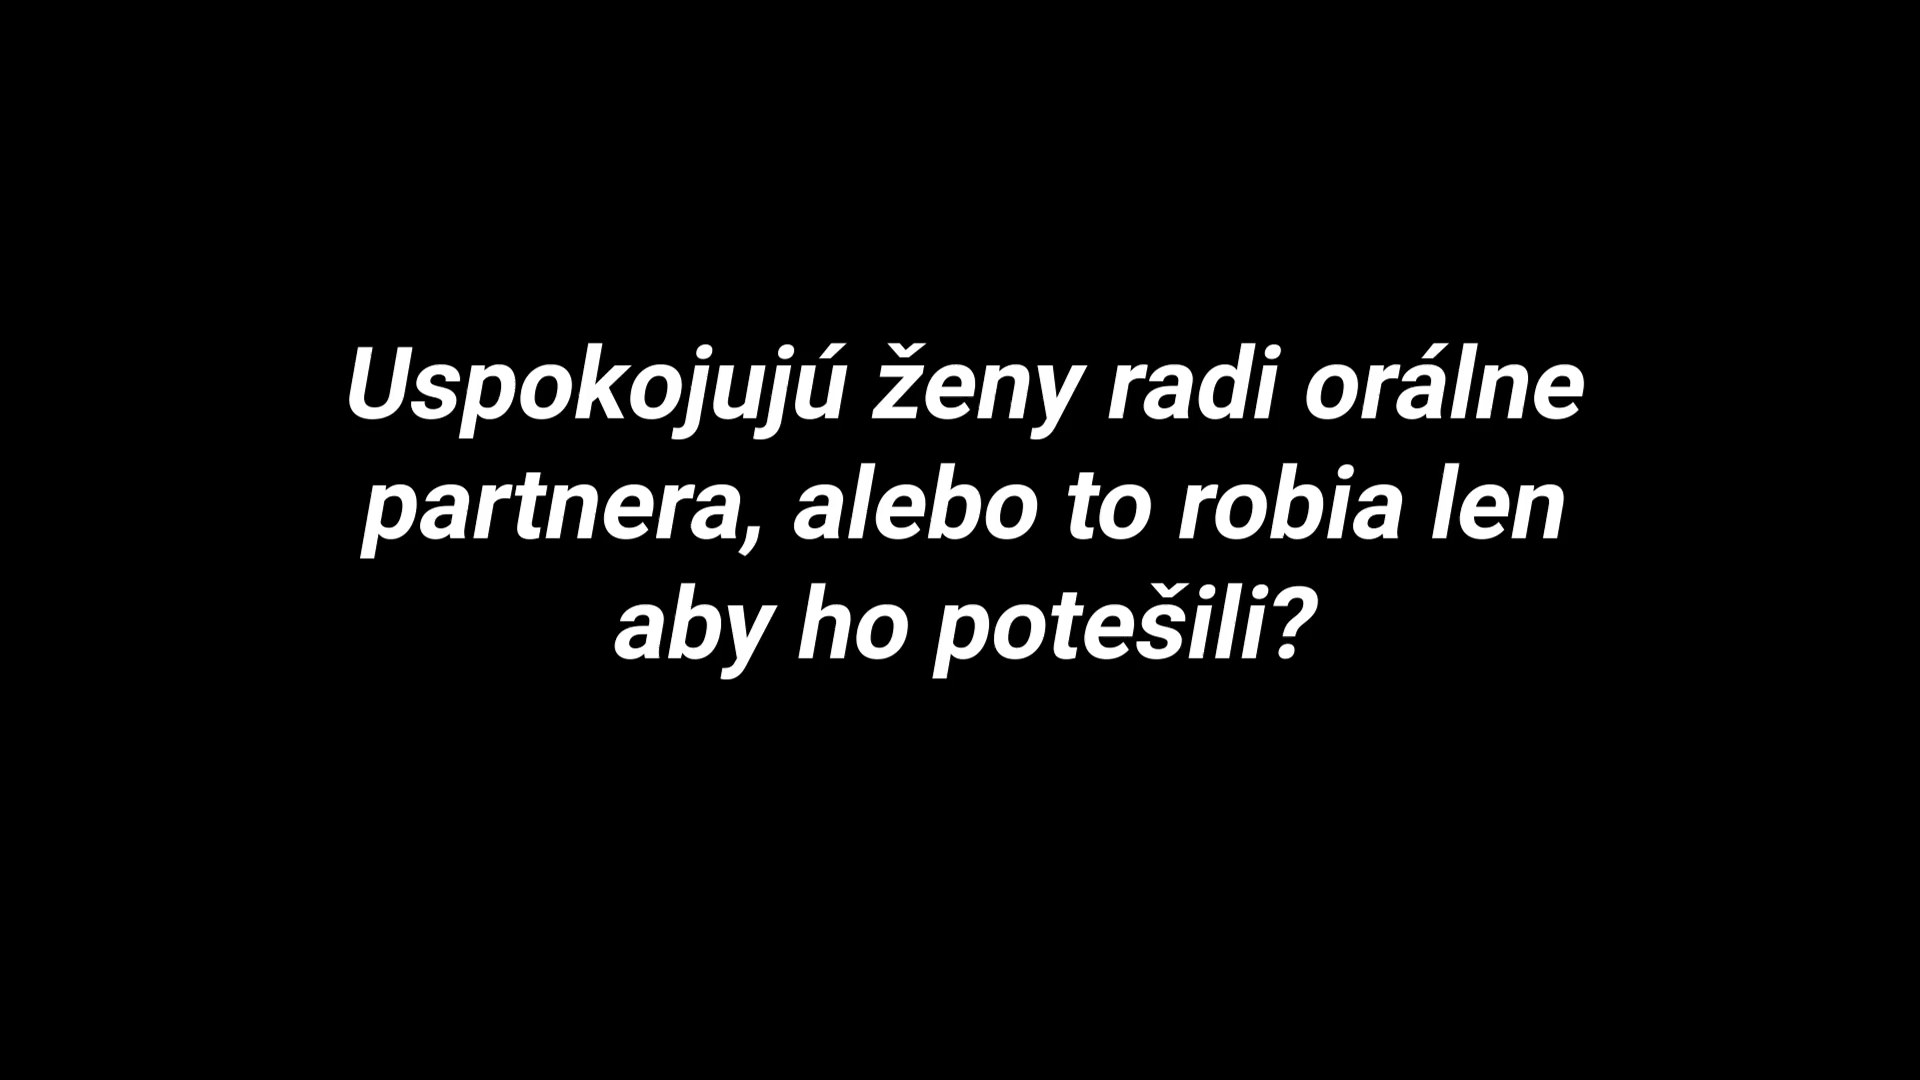 Uspokojujú ženy radi orálne
partnera, alebo to robia len
aby ho potešili?